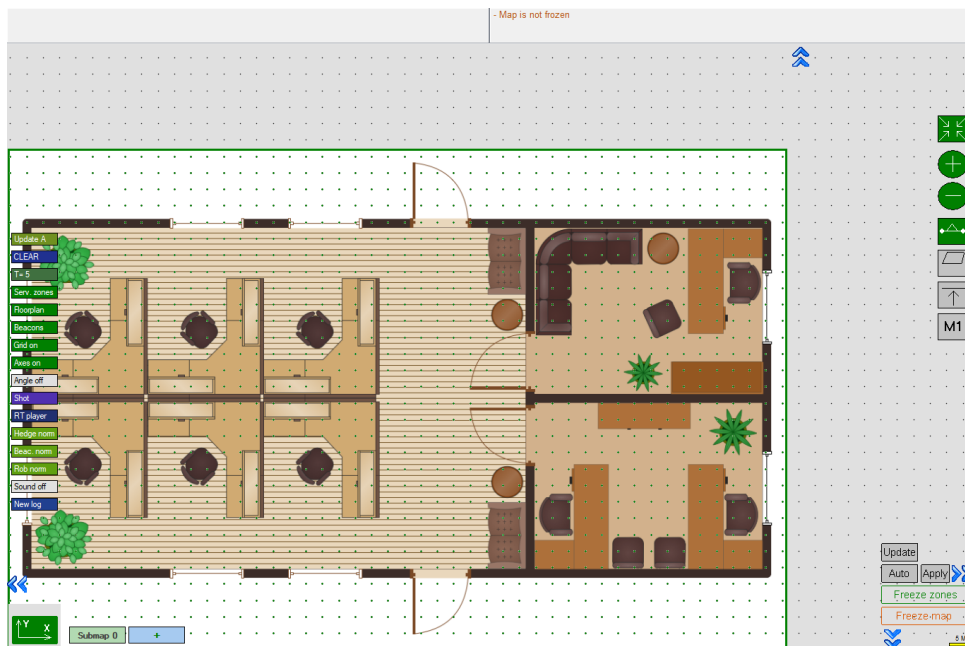 - Map is not frozen
Update A
CLEAR
T= 5
Serv. zones
Floorplan
Beacons
Grid on
Axes on
Angle off
Shot
RT player
Hedge norm
Beac. norm
Rob norm
Sound off
New log
M1
Update
Auto Apply
Freeze zones
Freeze-map
Y X
Submap 0 +
5 M